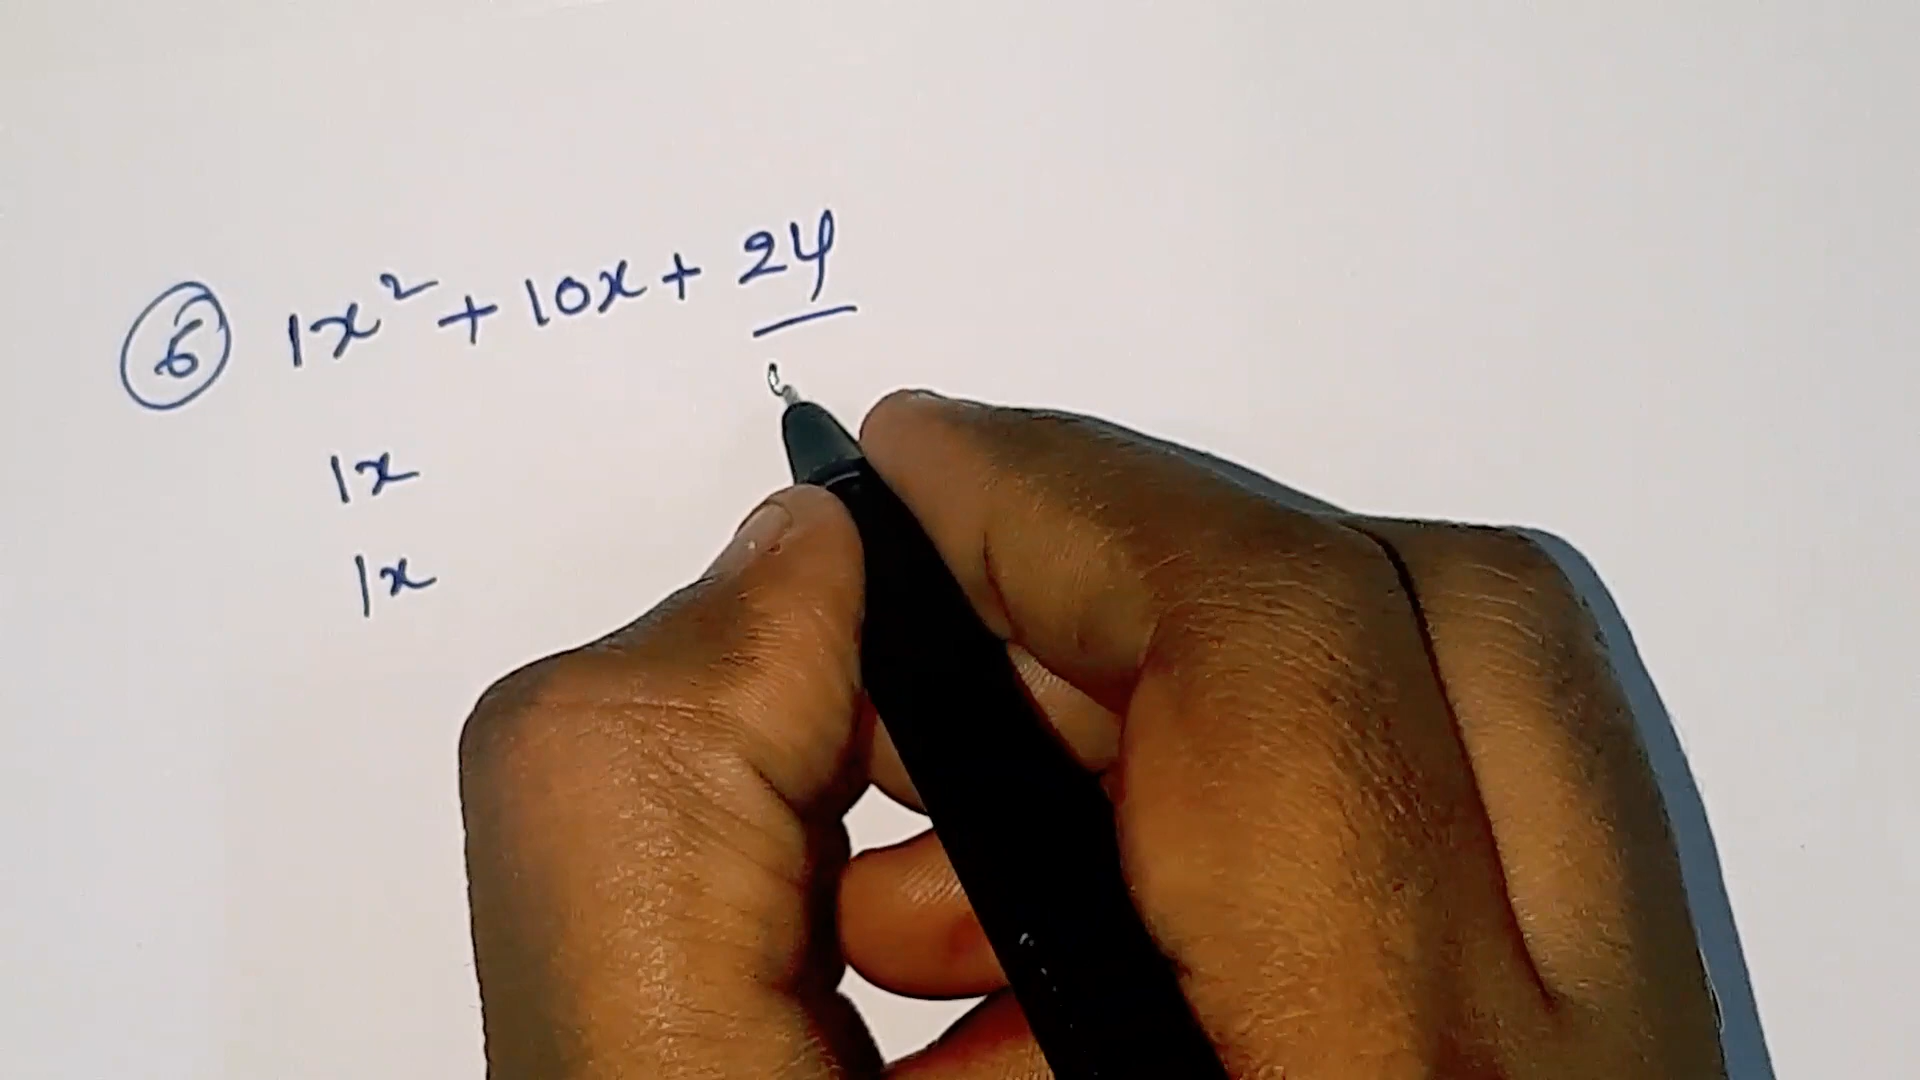 6 1x² + 10x + 24
1x
1x